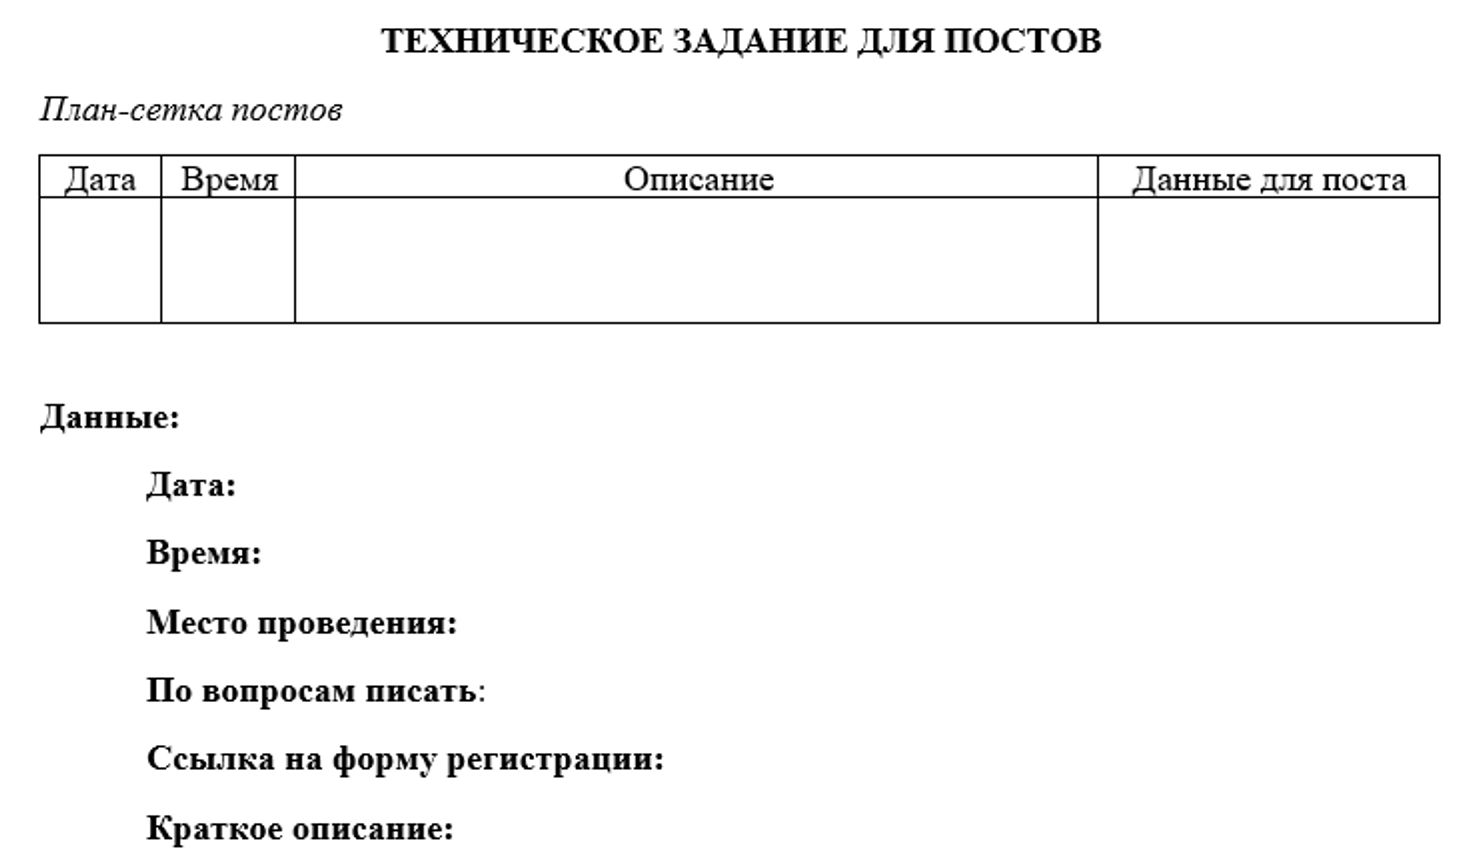 ТЕХНИЧЕСКОЕ ЗАДАНИЕ ДЛЯ ПОСТОВ
План-сетка постов
Дата Время Описание Данные для поста
Данные:
Дата:
Время:
Место проведения:
По вопросам писать:
Ссылка на форму регистрации:
Краткое описание: